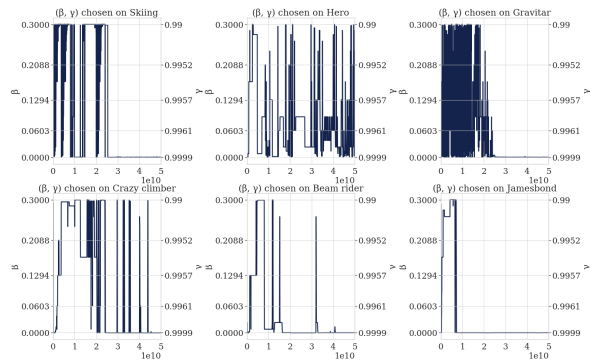 (β, γ) chosen on Skiing
0.3000
0.2088
0.1294
0.0603
0.0000
β
0.99
0.9952
0.9957
0.9961
0.9999
γ
0 1 2 3 4 5
1e10
(β, γ) chosen on Hero
0.3000
0.2088
0.1294
0.0603
0.0000
β
0.99
0.9952
0.9957
0.9961
0.9999
γ
0 1 2 3 4 5
1e10
(β, γ) chosen on Gravitar
0.3000
0.2088
0.1294
0.0603
0.0000
β
0.99
0.9952
0.9957
0.9961
0.9999
γ
0 1 2 3 4 5
1e10
(β, γ) chosen on Crazy climber
0.3000
0.2088
0.1294
0.0603
0.0000
β
0.99
0.9952
0.9957
0.9961
0.9999
γ
0 1 2 3 4 5
1e10
(β, γ) chosen on Beam rider
0.3000
0.2088
0.1294
0.0603
0.0000
β
0.99
0.9952
0.9957
0.9961
0.9999
γ
0 1 2 3 4 5
1e10
(β, γ) chosen on Jamesbond
0.3000
0.2088
0.1294
0.0603
0.0000
β
0.99
0.9952
0.9957
0.9961
0.9999
γ
0 1 2 3 4 5
1e10